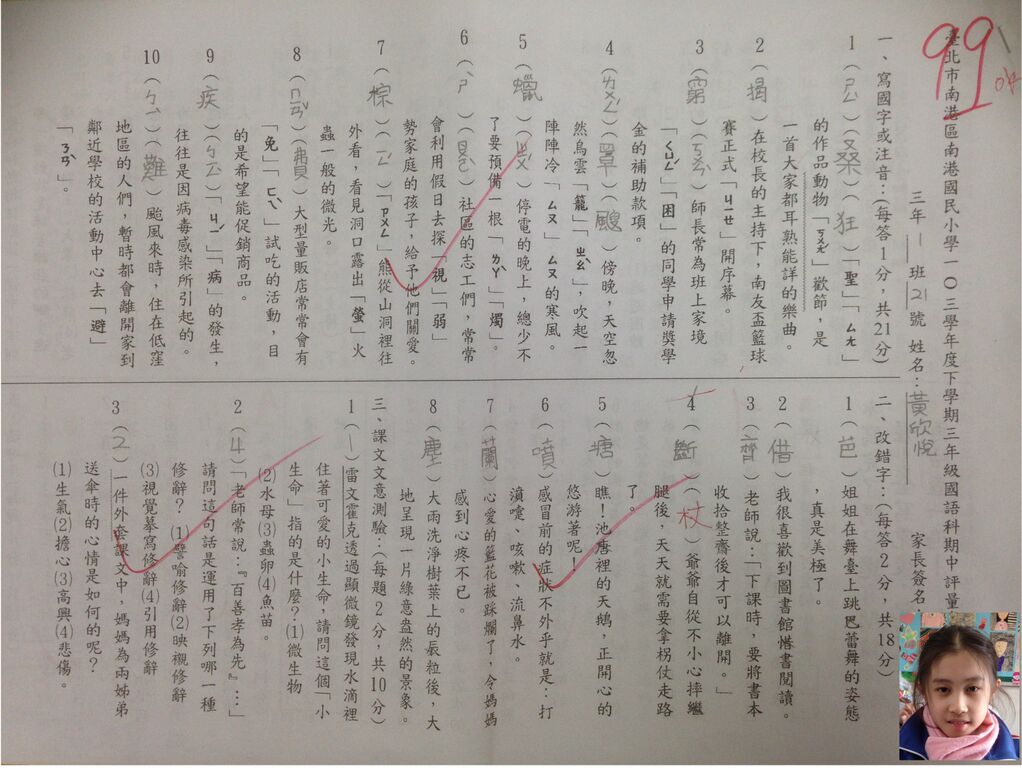 99
臺北市南港區南港國民小學一〇三學年度下學期三年級國語科期中評量
三年1班21號 姓名：黃欣悅 家長簽名
一、寫國字或注音：(每答1分，共21分)
1（ㄕㄥˋ）（桑）（狂）「聖」「ㄙㄤ」
的作品動物「ㄎㄨㄤˊ」歡節，是
一首大家都耳熟能詳的樂曲。
2（揭）在校長的主持下，南友盃籃球
賽正式「ㄐㄧㄝ」開序幕。
3（窮）（ㄎㄨㄣˋ）師長常為班上家境
「ㄑㄩㄥˊ」「困」的同學申請獎學
金的補助款項。
4（ㄌㄨㄥˊ）（罩）（颼）傍晚，天空忽
然烏雲「籠」「ㄓㄠˋ」，吹起一
陣陣冷「ㄙㄡ」ㄙㄡ的寒風。
5（蠟）（ㄓㄨˊ）停電的晚上，總少不
了要預備一根「ㄌㄚˋ」「燭」。
6（ㄕˋ）（ㄖㄨㄛˋ）社區的志工們，常常
會利用假日去探「視」「弱」
勢家庭的孩子，給予他們關愛。
7（棕）（ㄧㄥˊ）「ㄗㄨㄥ」熊從山洞裡往
外看，看見洞口露出「螢」火
蟲一般的微光。
8（ㄇㄧㄢˇ）（費）大型量販店常常會有
「免」「ㄈㄟˋ」試吃的活動，目
的是希望能促銷商品。
9（疾）（ㄅㄧㄥˋ）「ㄐㄧˊ」「病」的發生，
往往是因病毒感染所引起的。
10（ㄅㄧˋ）（難）颱風來時，住在低窪
地區的人們，暫時都會離開家到
鄰近學校的活動中心去「避」
「ㄋㄢˋ」。
二、改錯字：(每答2分，共18分)
1（芭）姐姐在舞臺上跳巴蕾舞的姿態
，真是美極了。
2（借）我很喜歡到圖書館惜書閱讀。
3（齊）老師說：「下課時，要將書本
收拾整齋後才可以離開。」
4（斷）（杖）爺爺自從不小心摔繼
腿後，天天就需要拿柺仗走路
了。
5（塘）瞧！池唐裡的天鵝，正開心的
悠游著呢！
6（噴）感冒前的症狀不外乎就是：打
濆嚏、咳嗽、流鼻水。
7（蘭）心愛的籃花被踩爛了，令媽媽
感到心疼不已。
8（塵）大雨洗淨樹葉上的粒後，大
地呈現一片綠意盎然的景象。
三、課文文意測驗：(每題2分，共10分)
1（1）雷文霍克透過顯微鏡發現水滴裡
住著可愛的小生命，請問這個「小
生命」指的是什麼？⑴微生物
⑵水母⑶蟲卵⑷魚苗。
2（4）「老師常說，『百善孝為先』…」
請問這句話是運用了下列哪一種
修辭？ ⑴譬喻修辭⑵映襯修辭
⑶視覺摹寫修辭⑷引用修辭
3（2）一件外套課文中，媽媽為兩姊弟
送傘時的心情是如何的呢？
⑴生氣⑵擔心⑶高興⑷悲傷。